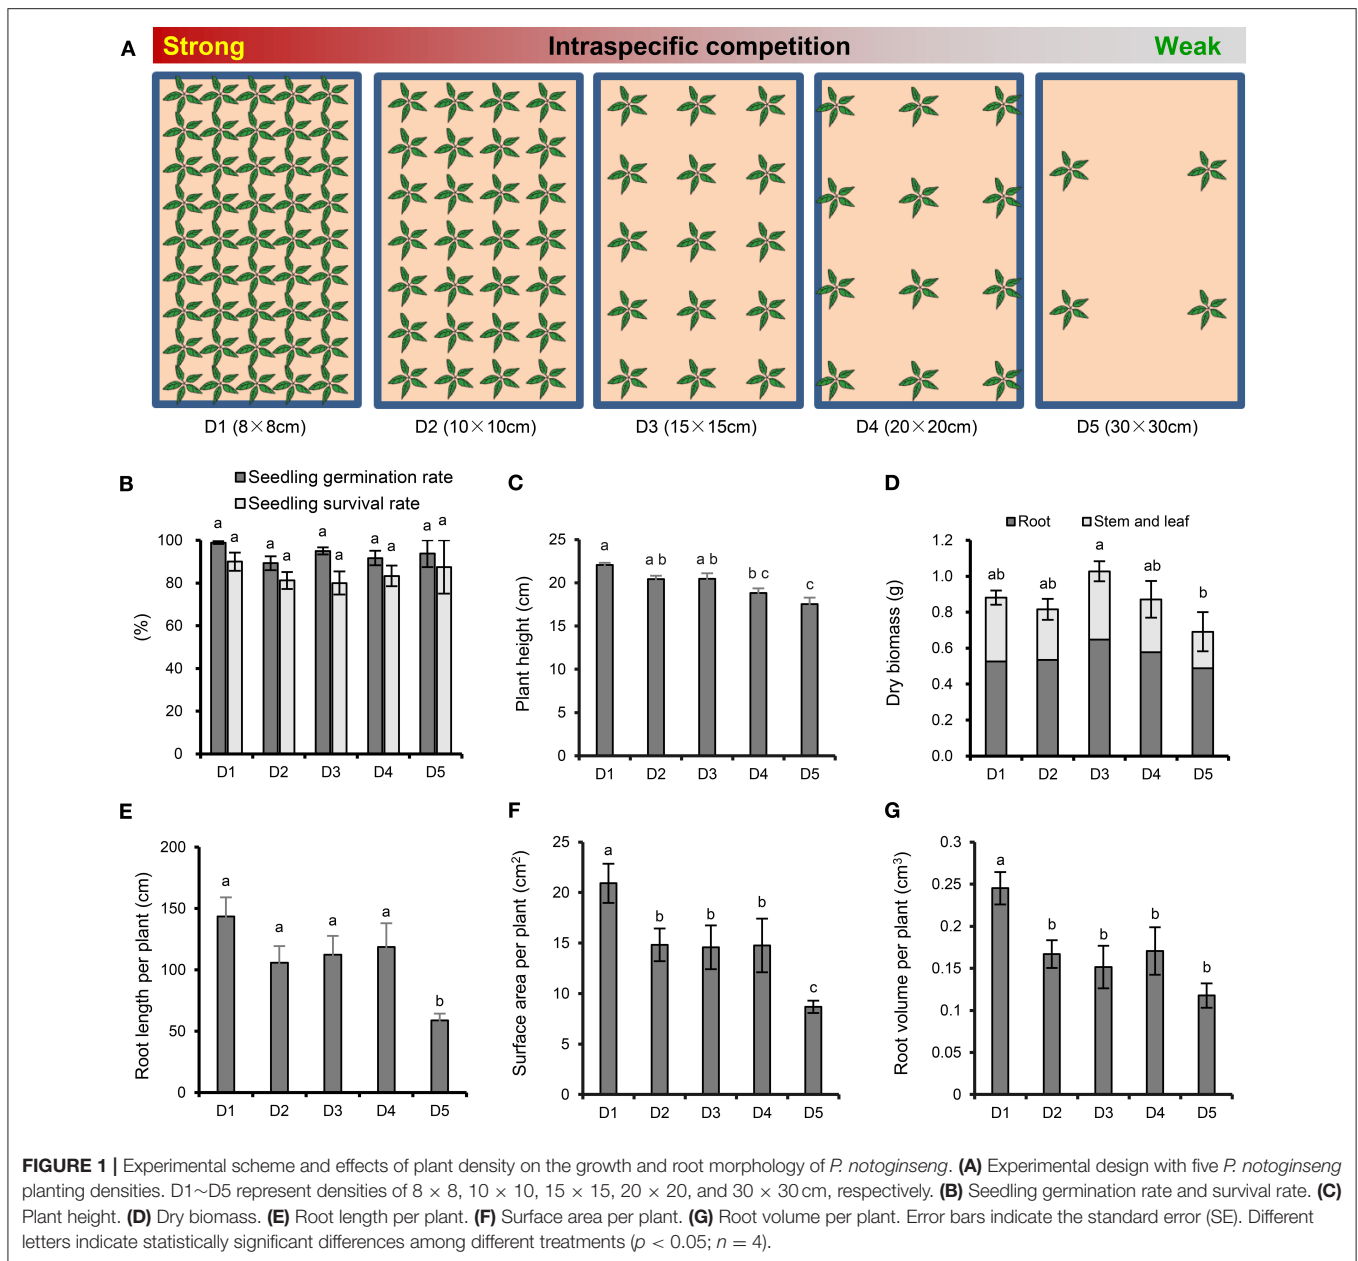 A
Strong Intraspecific competition Weak
D1 (8×8cm) D2 (10×10cm) D3 (15×15cm) D4 (20×20cm) D5 (30×30cm)
B
Seedling germination rate
Seedling survival rate
a a a a a a a a a a
100
80
60
40
20
0
(%)
D1 D2 D3 D4 D5
C
a ab ab bc c
25
20
15
10
5
0
Plant height (cm)
D1 D2 D3 D4 D5
D
Root Stem and leaf
ab ab a ab b
1.2
1.0
0.8
0.6
0.4
0.2
0.0
Dry biomass (g)
D1 D2 D3 D4 D5
E
a a a a b
200
150
100
50
0
Root length per plant (cm)
D1 D2 D3 D4 D5
F
a b b b c
25
20
15
10
5
0
Surface area per plant (cm²)
D1 D2 D3 D4 D5
G
a b b b b
0.3
0.25
0.2
0.15
0.1
0.05
0
Root volume per plant (cm³)
D1 D2 D3 D4 D5
FIGURE 1 | Experimental scheme and effects of plant density on the growth and root morphology of P. notoginseng. (A) Experimental design with five P. notoginseng
planting densities. D1~D5 represent densities of 8 × 8, 10 × 10, 15 × 15, 20 × 20, and 30 × 30 cm, respectively. (B) Seedling germination rate and survival rate. (C)
Plant height. (D) Dry biomass. (E) Root length per plant. (F) Surface area per plant. (G) Root volume per plant. Error bars indicate the standard error (SE). Different
letters indicate statistically significant differences among different treatments (p < 0.05; n = 4).